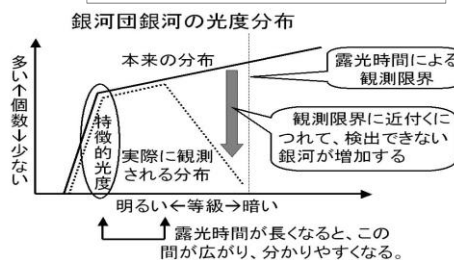 銀河団銀河の光度分布
多い↑個数↓少ない
本来の分布
露光時間による
観測限界
特徴的光度
観測限界に近付くに
つれて、検出できない
銀河が増加する
実際に観測
される分布
明るい←等級→暗い
露光時間が長くなると、この
間が広がり、分かりやすくなる。